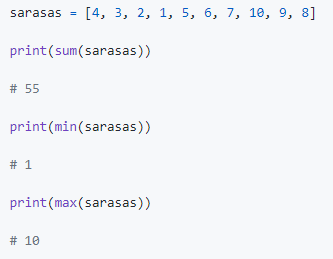 sarasas = [4, 3, 2, 1, 5, 6, 7, 10, 9, 8]
print(sum(sarasas))
# 55
print(min(sarasas))
# 1
print(max(sarasas))
# 10